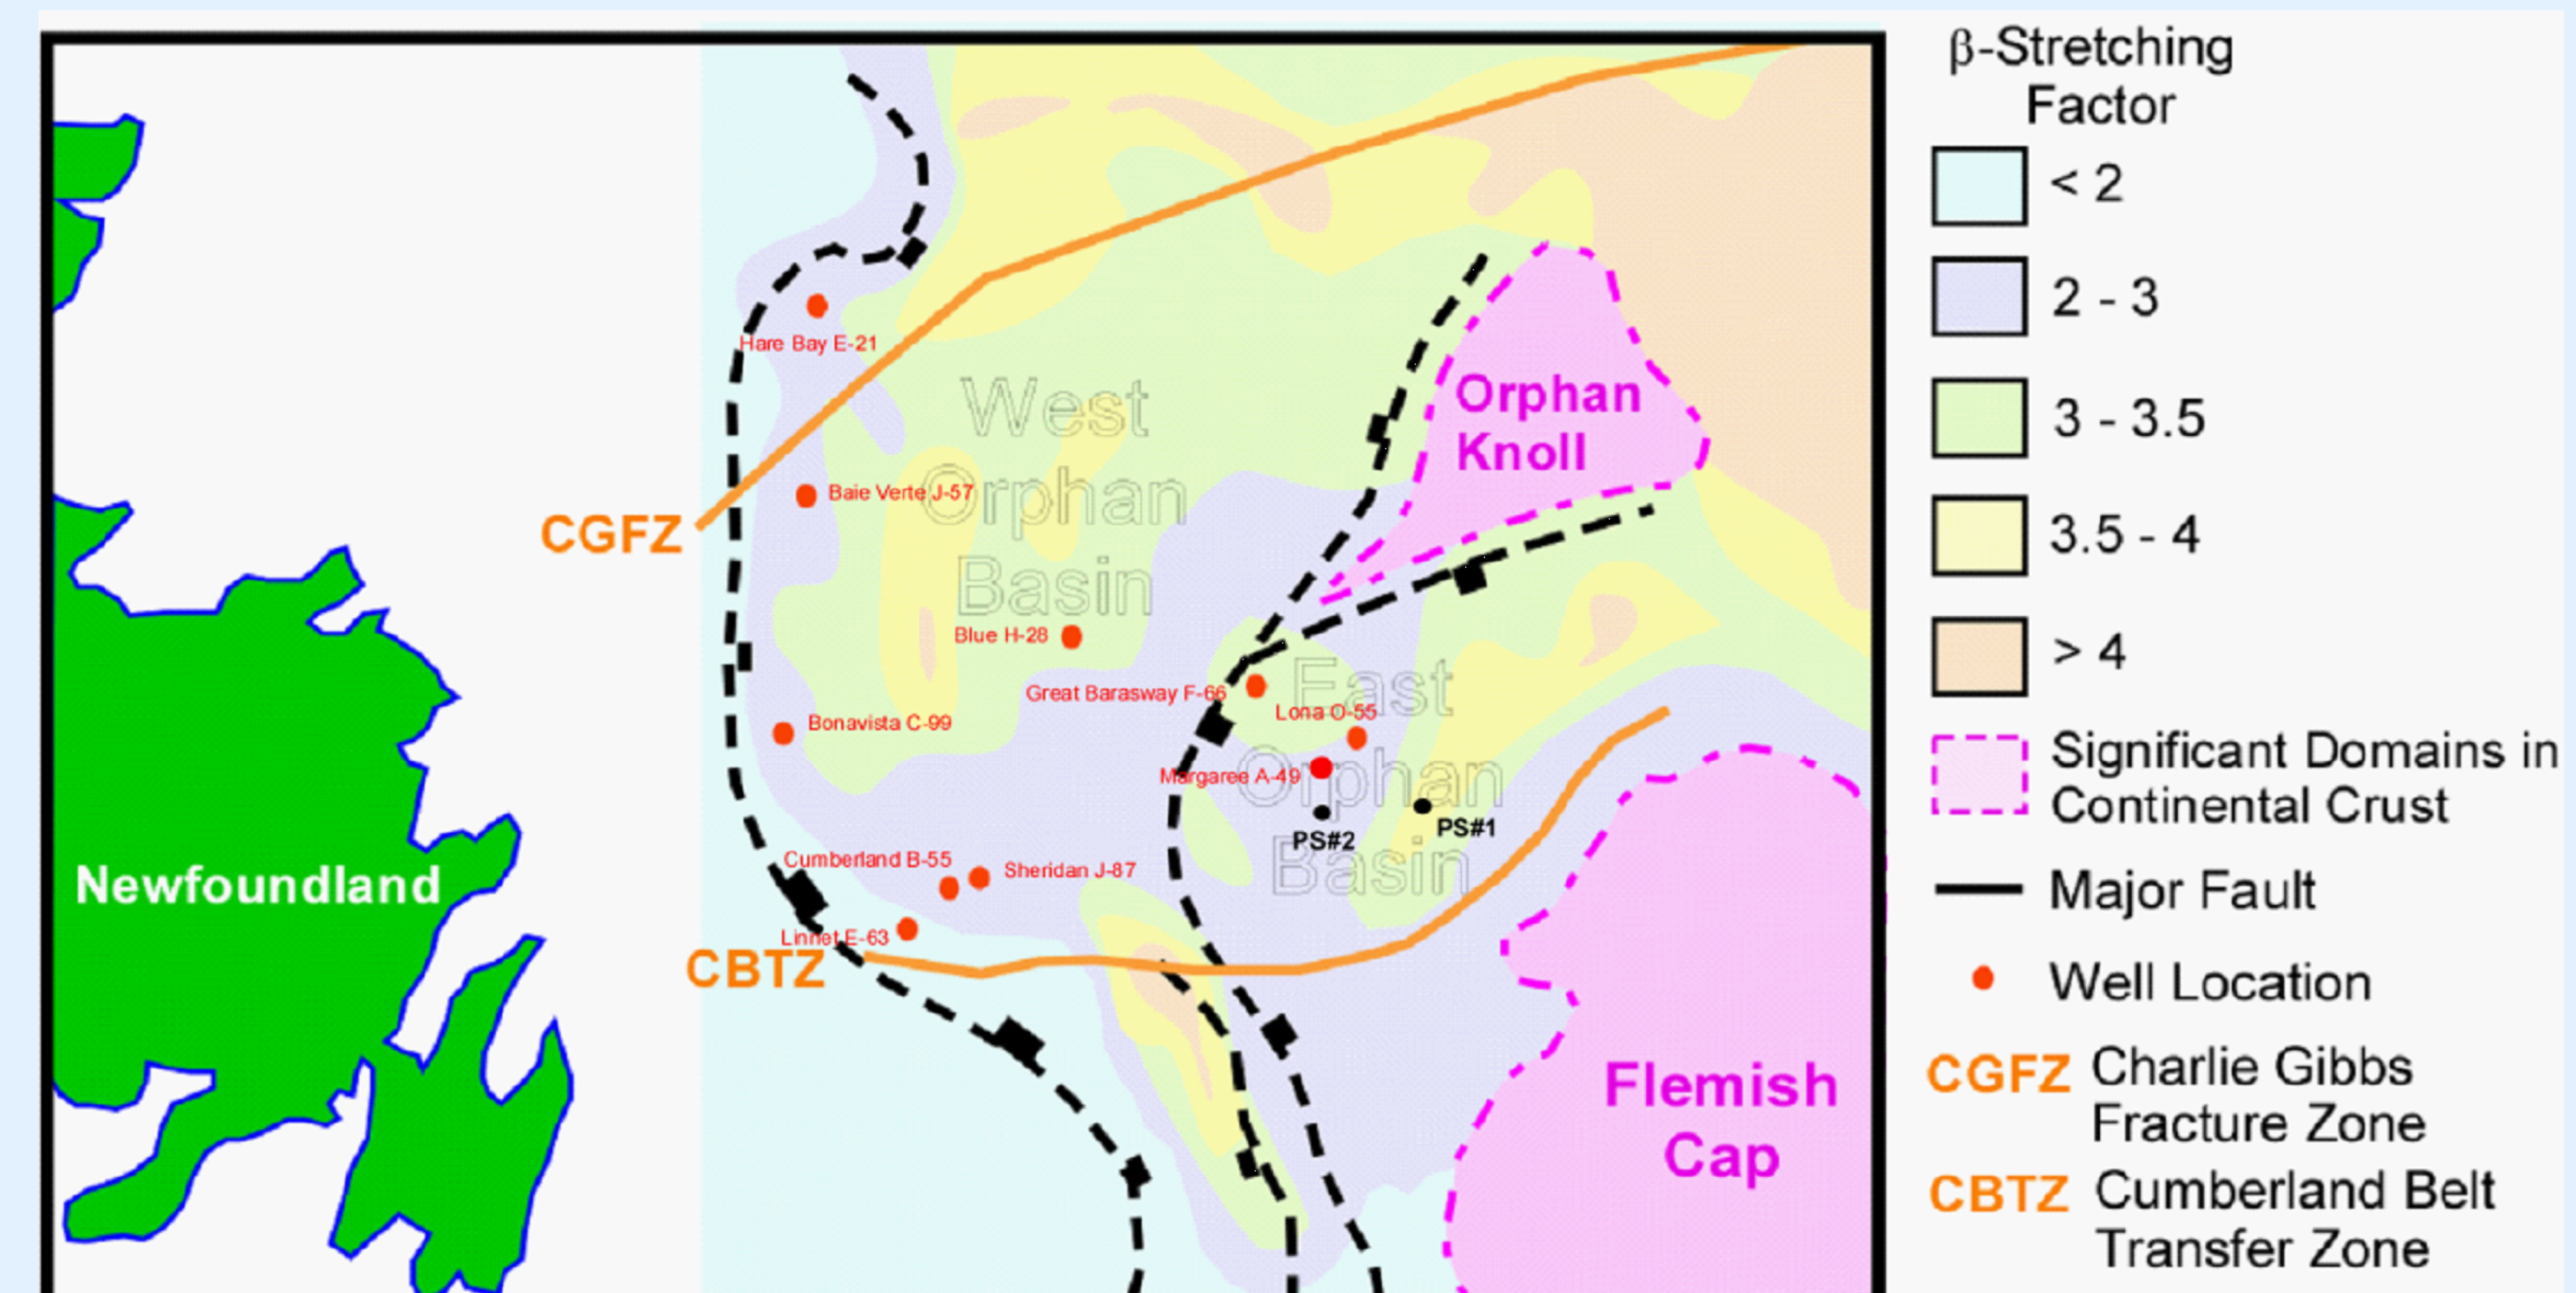 Hare Bay E-21
West
Orphan
Basin
Orphan
Knoll
Baie Verte J-57
CGFZ
Blue H-28
Great Barasway F-66
East
Orphan
Basin
Lona O-55
Bonavista C-99
Margaree A-49
PS#2
PS#1
Cumberland B-55
Sheridan J-87
Newfoundland
Linnet E-63
CBTZ
Flemish
Cap
β-Stretching
Factor
< 2
2 - 3
3 - 3.5
3.5 - 4
> 4
Significant Domains in
Continental Crust
Major Fault
Well Location
CGFZ Charlie Gibbs
Fracture Zone
CBTZ Cumberland Belt
Transfer Zone